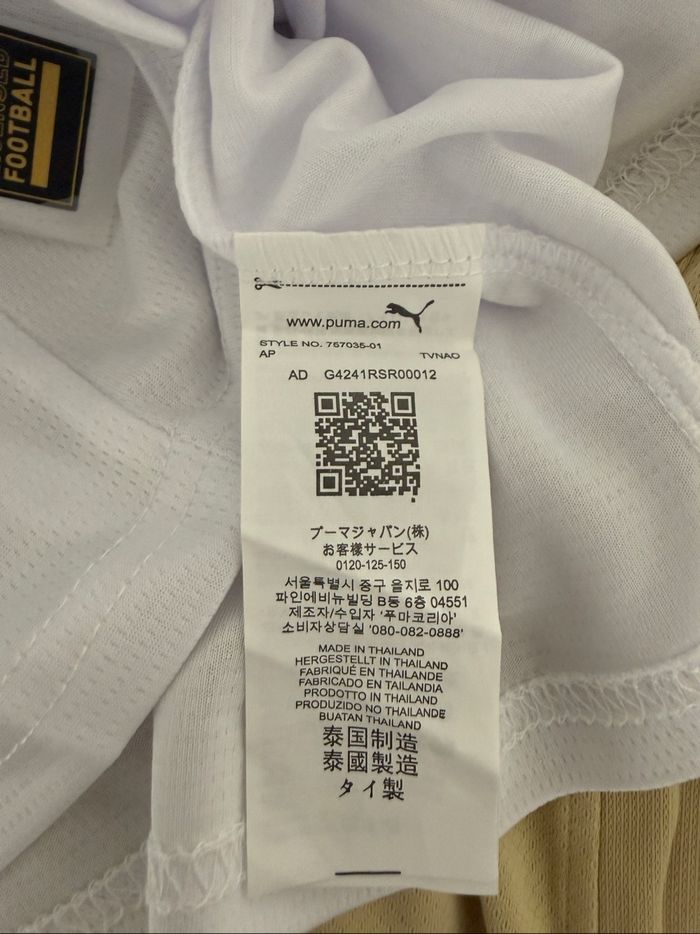 FOOTBALL
www.puma.com
STYLE NO. 757035-01
AP TVNAO
AD G4241RSR00012
プーマジャパン(株)
お客様サービス
0120-125-150
서울특별시 중구 을지로 100
파인에비뉴빌딩 B동 6층 04551
제조자/수입자 '푸마코리아'
소비자상담실 '080-082-0888'
MADE IN THAILAND
HERGESTELLT IN THAILAND
FABRIQUÉ EN THAILANDE
FABRICADO EN TAILANDIA
PRODOTTO IN THAILAND
PRODUZIDO NO THAILANDE
BUATAN THAILAND
泰国制造
泰國製造
タイ製